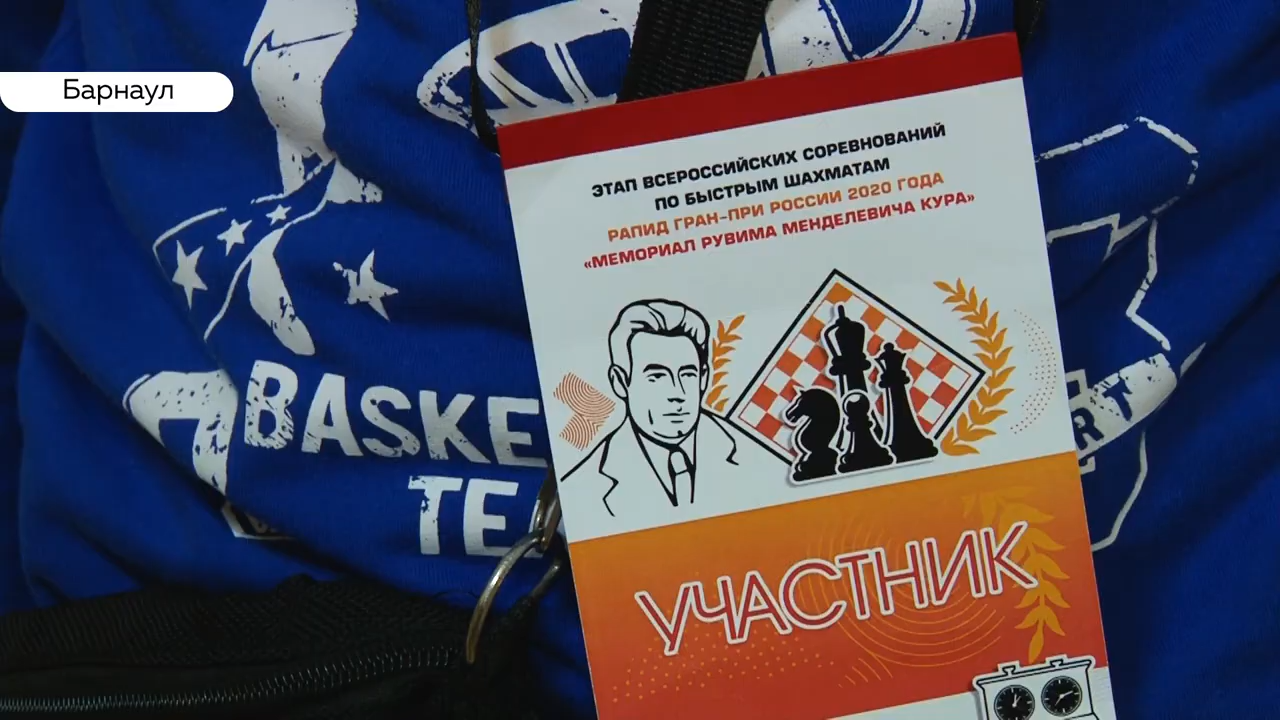 Барнаул
ЭТАП ВСЕРОССИЙСКИХ СОРЕВНОВАНИЙ
ПО БЫСТРЫМ ШАХМАТАМ
РАПИД ГРАН-ПРИ РОССИИ 2020 ГОДА
«МЕМОРИАЛ РУВИМА МЕНДЕЛЕВИЧА КУРА»
BASKE
TE
УЧАСТНИК